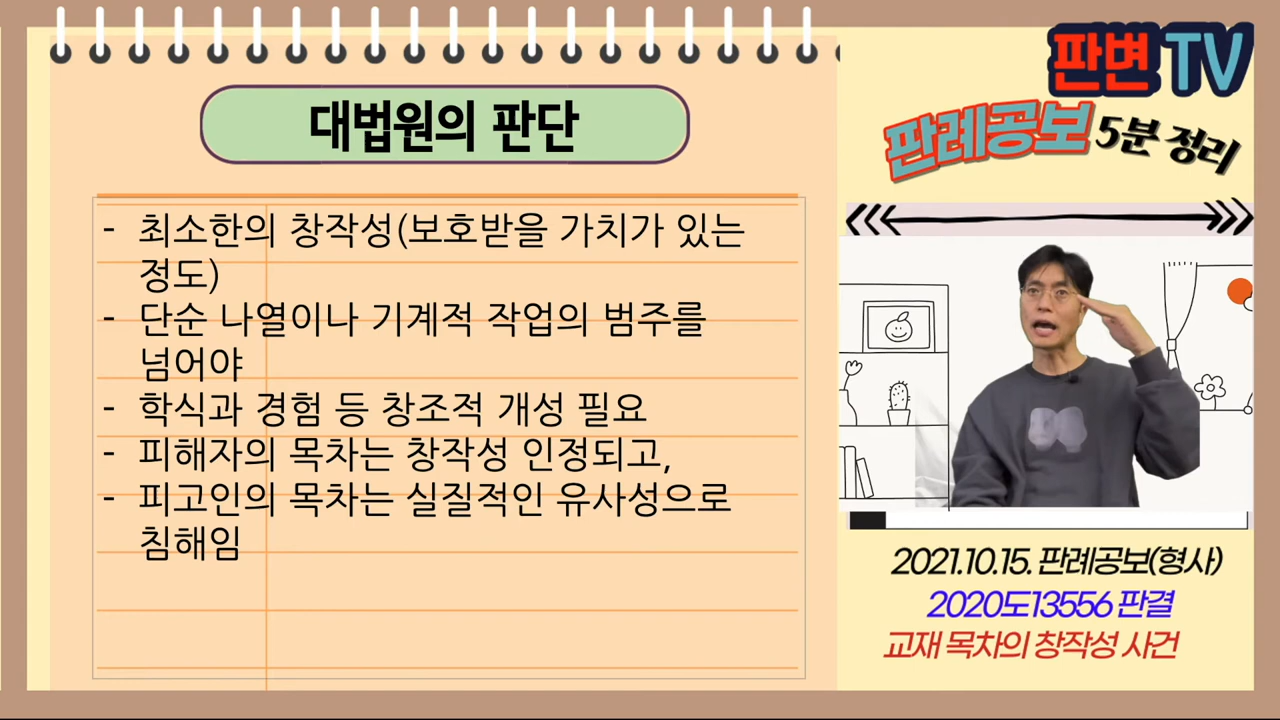 판변 TV
판례공보 5분 정리
대법원의 판단
- 최소한의 창작성(보호받을 가치가 있는
정도)
- 단순 나열이나 기계적 작업의 범주를
넘어야
- 학식과 경험 등 창조적 개성 필요
- 피해자의 목차는 창작성 인정되고,
- 피고인의 목차는 실질적인 유사성으로
침해임
2021.10.15. 판례공보(형사)
2020도13556 판결
교재 목차의 창작성 사건